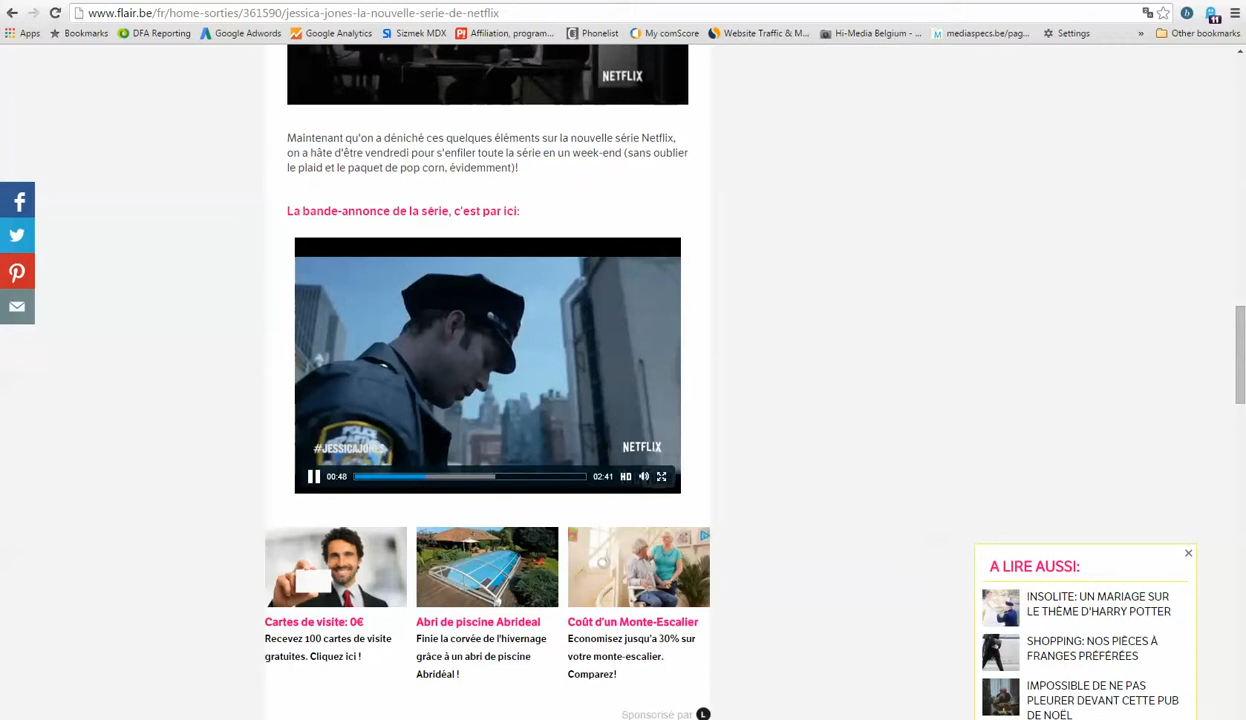 www.flair.be/fr/home-sorties/361590/jessica-jones-la-nouvelle-serie-de-netflix
11
Apps Bookmarks DFA Reporting Google Adwords Google Analytics Sizmek MDX Affiliation, program... Phonelist My comScore Website Traffic & M... Hi-Media Belgium - ... mediaspecs.be/pag... Settings » Other bookmarks
NETFLIX
Maintenant qu'on a déniché ces quelques éléments sur la nouvelle série Netflix,
on a hâte d'être vendredi pour s'enfiler toute la série en un week-end (sans oublier
le plaid et le paquet de pop corn, évidemment)!
La bande-annonce de la série, c'est par ici:
#JESSICAJONES
NETFLIX
00:48 02:41 HD
Cartes de visite: 0€
Recevez 100 cartes de visite
gratuites. Cliquez ici !
Abri de piscine Abrideal
Finie la corvée de l'hivernage
grâce à un abri de piscine
Abridéal !
Coût d'un Monte-Escalier
Economisez jusqu'a 30% sur
votre monte-escalier.
Comparez!
Sponsorisé par L
A LIRE AUSSI:
INSOLITE: UN MARIAGE SUR
LE THÈME D'HARRY POTTER
SHOPPING: NOS PIÈCES À
FRANGES PRÉFÉRÉES
IMPOSSIBLE DE NE PAS
PLEURER DEVANT CETTE PUB
DE NOËL